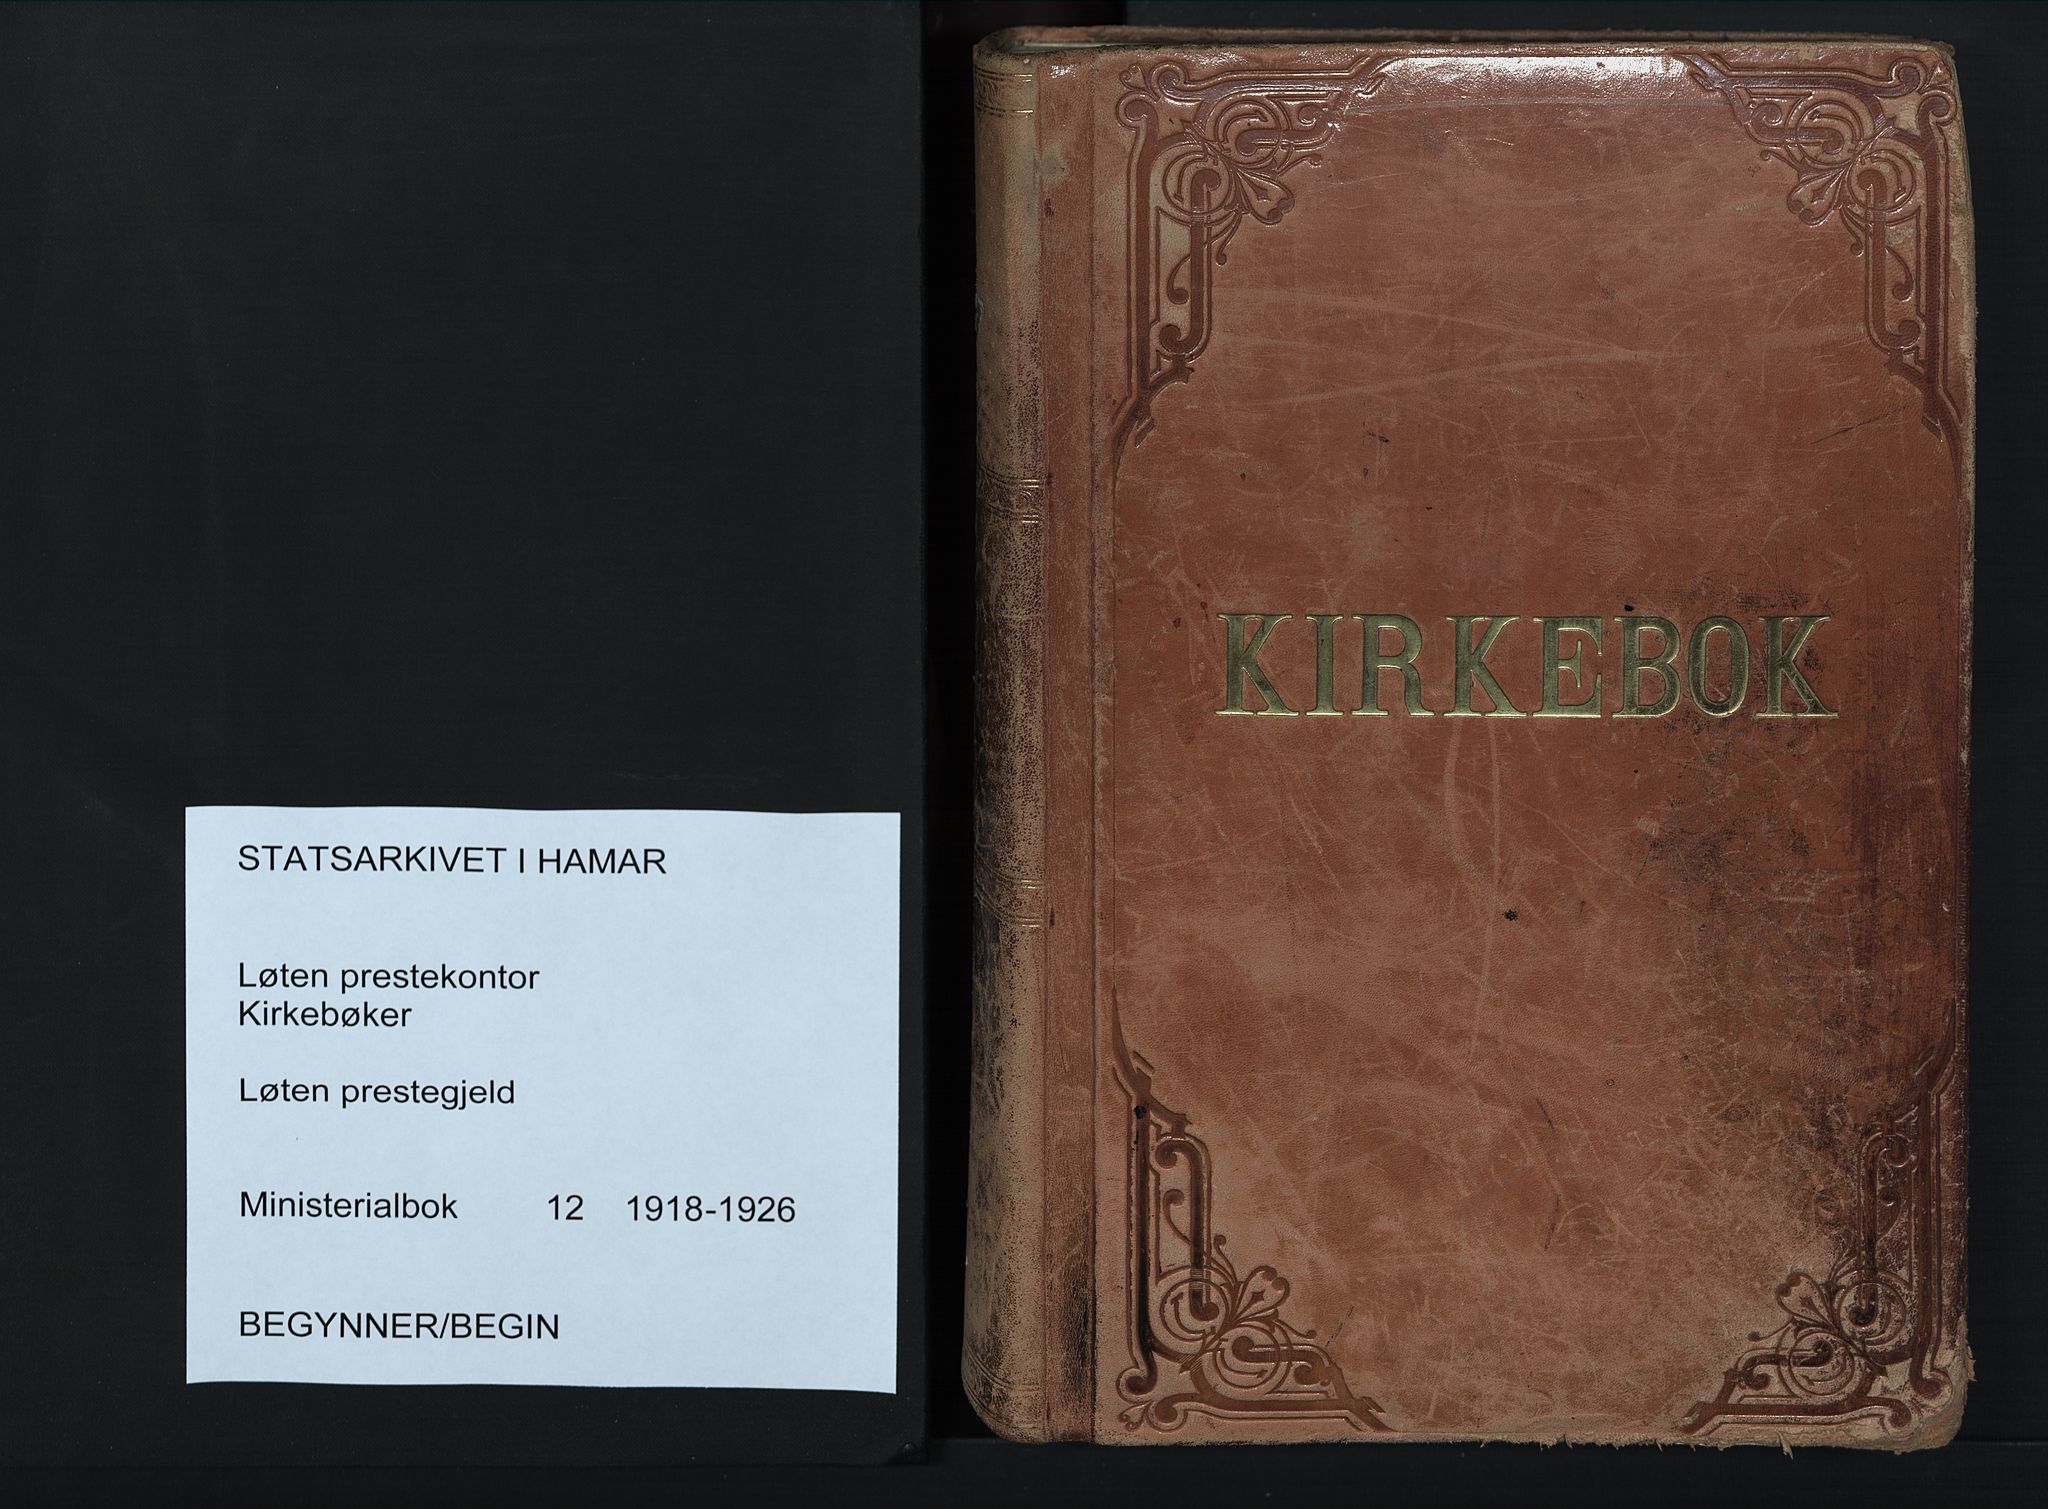 STATSARKIVET I HAMAR
Løten prestekontor
Kirkebøker
Løten prestegjeld
Ministerialbok 12 1918-1926
BEGYNNER/BEGIN
KIRKEBOK